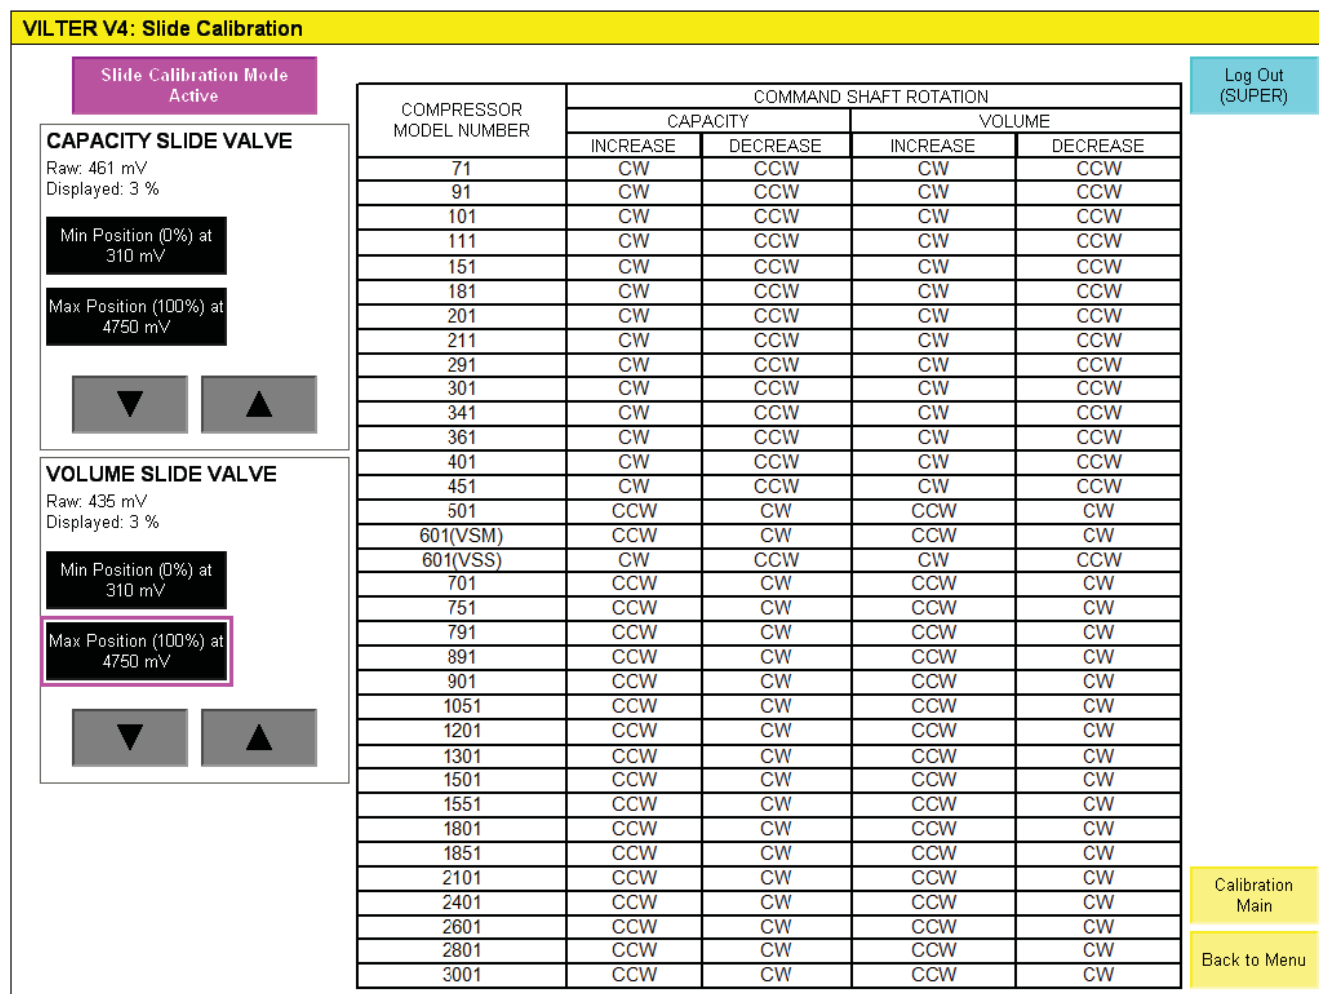 VILTER V4: Slide Calibration
Slide Calibration Mode
Active
Log Out
(SUPER)
CAPACITY SLIDE VALVE
Raw: 461 mV
Displayed: 3 %
Min Position (0%) at
310 mV
Max Position (100%) at
4750 mV
▼ ▲
VOLUME SLIDE VALVE
Raw: 435 mV
Displayed: 3 %
Min Position (0%) at
310 mV
Max Position (100%) at
4750 mV
▼ ▲
COMPRESSOR
MODEL NUMBER
COMMAND SHAFT ROTATION
CAPACITY VOLUME
INCREASE DECREASE INCREASE DECREASE
71 CW CCW CW CCW
91 CW CCW CW CCW
101 CW CCW CW CCW
111 CW CCW CW CCW
151 CW CCW CW CCW
181 CW CCW CW CCW
201 CW CCW CW CCW
211 CW CCW CW CCW
291 CW CCW CW CCW
301 CW CCW CW CCW
341 CW CCW CW CCW
361 CW CCW CW CCW
401 CW CCW CW CCW
451 CW CCW CW CCW
501 CCW CW CCW CW
601(VSM) CCW CW CCW CW
601(VSS) CW CCW CW CCW
701 CCW CW CCW CW
751 CCW CW CCW CW
791 CCW CW CCW CW
891 CCW CW CCW CW
901 CCW CW CCW CW
1051 CCW CW CCW CW
1201 CCW CW CCW CW
1301 CCW CW CCW CW
1501 CCW CW CCW CW
1551 CCW CW CCW CW
1801 CCW CW CCW CW
1851 CCW CW CCW CW
2101 CCW CW CCW CW
2401 CCW CW CCW CW
2601 CCW CW CCW CW
2801 CCW CW CCW CW
3001 CCW CW CCW CW
Calibration
Main
Back to Menu